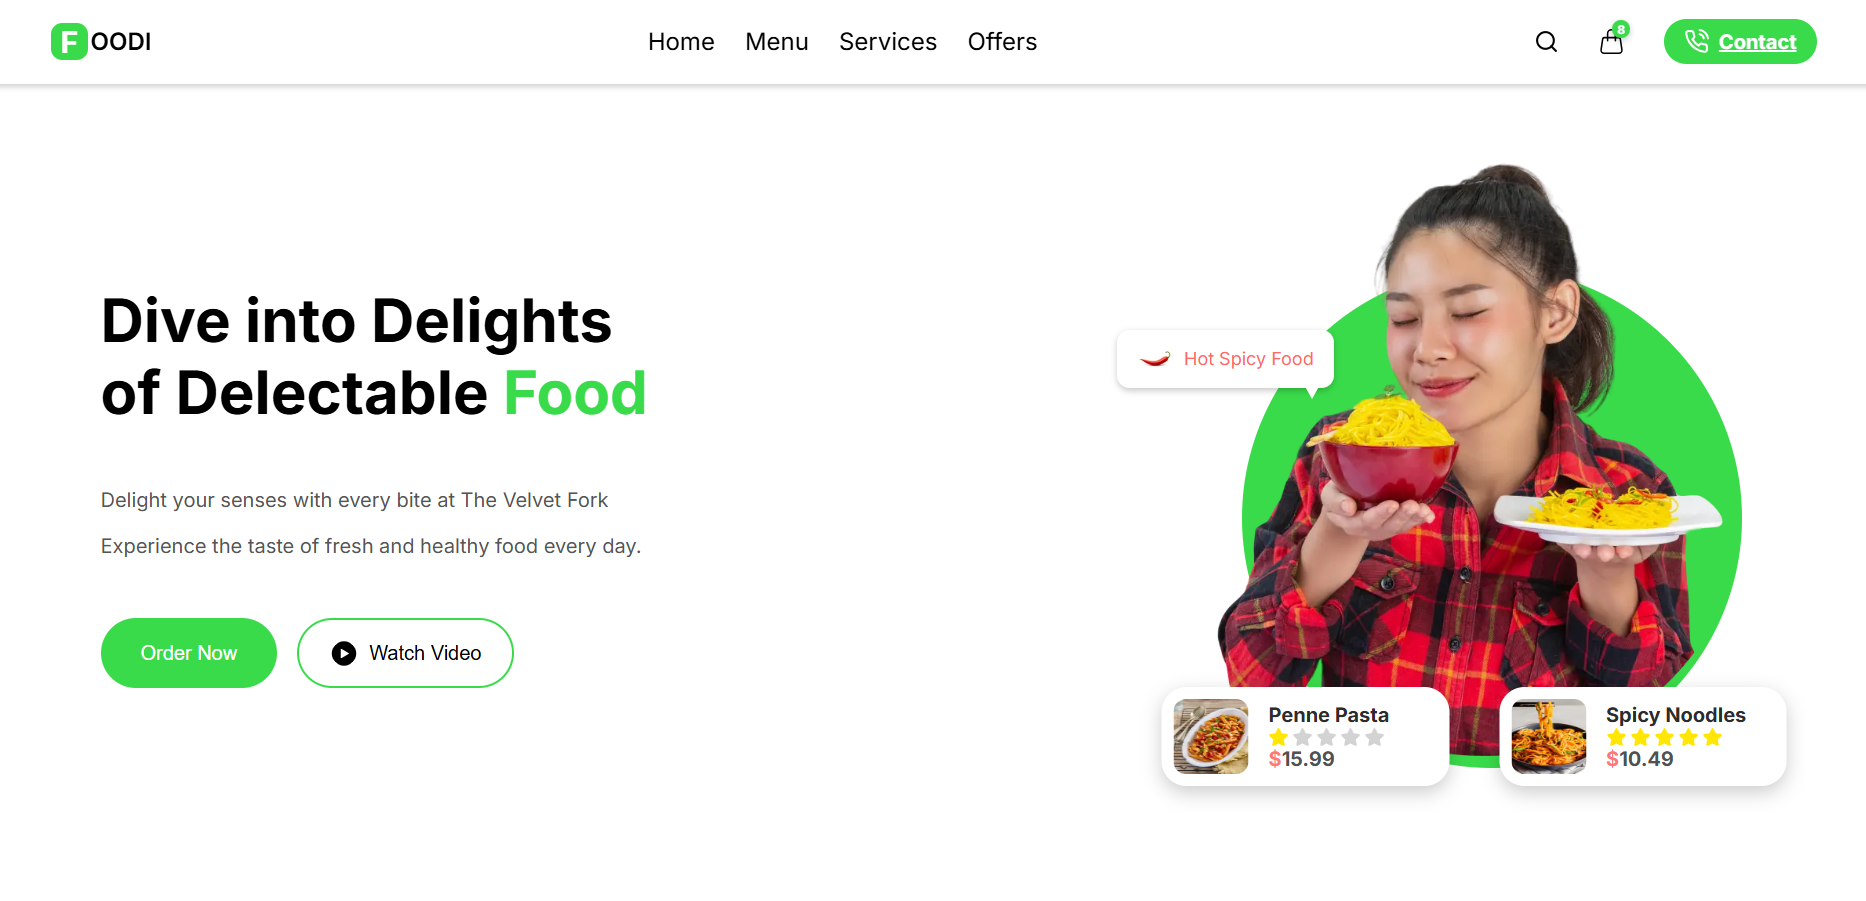 FOODI
Home Menu Services Offers
8
Contact
Dive into Delights
of Delectable Food
Delight your senses with every bite at The Velvet Fork
Experience the taste of fresh and healthy food every day.
Order Now
Watch Video
Hot Spicy Food
Penne Pasta
$15.99
Spicy Noodles
$10.49